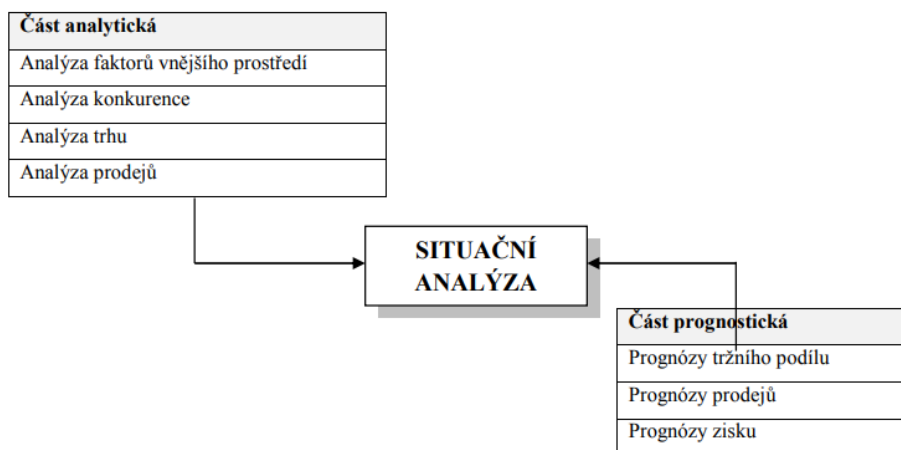 Část analytická
Analýza faktorů vnějšího prostředí
Analýza konkurence
Analýza trhu
Analýza prodejů
SITUAČNÍ
ANALÝZA
Část prognostická
Prognózy tržního podílu
Prognózy prodejů
Prognózy zisku